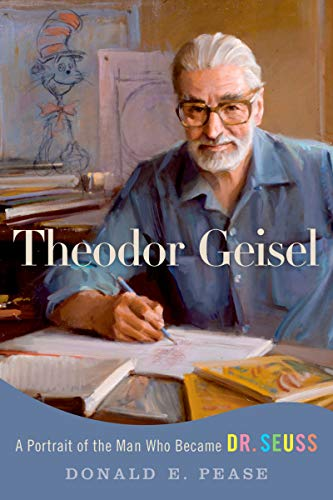 Theodor Geisel
A Portrait of the Man Who Became DR. SEUSS
DONALD E. PEASE